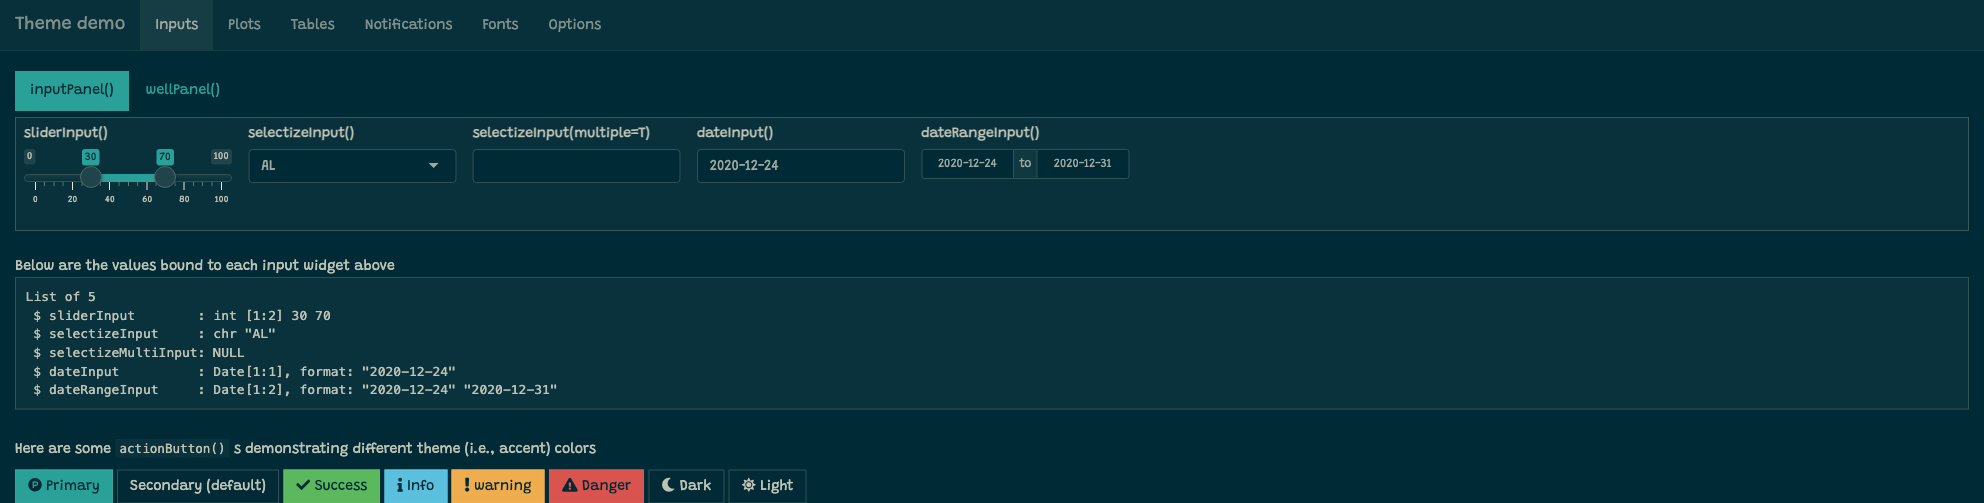 Theme demo Inputs Plots Tables Notifications Fonts Options
inputPanel() wellPanel()
sliderInput() selectizeInput() selectizeInput(multiple=T) dateInput() dateRangeInput()
0 30 70 100
AL 2020-12-24 2020-12-24 to 2020-12-31
0 20 40 60 80 100
Below are the values bound to each input widget above
List of 5
 $ sliderInput        : int [1:2] 30 70
 $ selectizeInput     : chr "AL"
 $ selectizeMultiInput: NULL
 $ dateInput          : Date[1:1], format: "2020-12-24"
 $ dateRangeInput     : Date[1:2], format: "2020-12-24" "2020-12-31"
Here are some actionButton() s demonstrating different theme (i.e., accent) colors
P Primary Secondary (default) Success Info warning Danger Dark Light